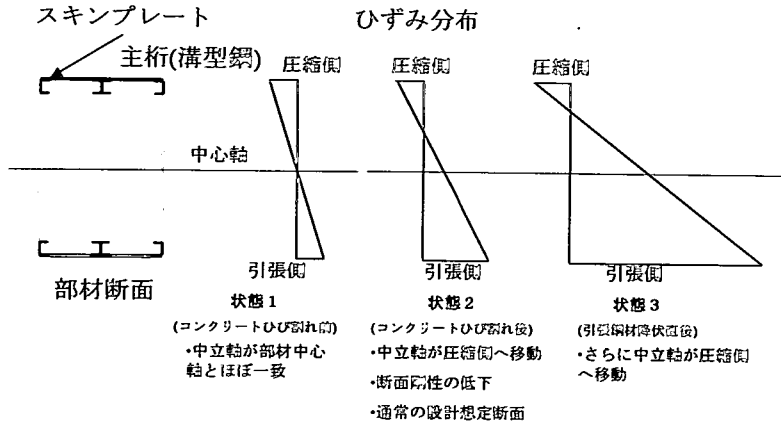 スキンプレート
ひずみ分布
主桁(溝型鋼)
圧縮側
圧縮側
圧縮側
中心軸
引張側
引張側
引張側
部材断面
状態1
(コンクリートひび割れ前)
・中立軸が部材中心
軸とほぼ一致
状態2
(コンクリートひび割れ後)
・中立軸が圧縮側へ移動
・断面剛性の低下
・通常の設計想定断面
状態3
(引張鋼材降伏直後)
・さらに中立軸が圧縮側
へ移動